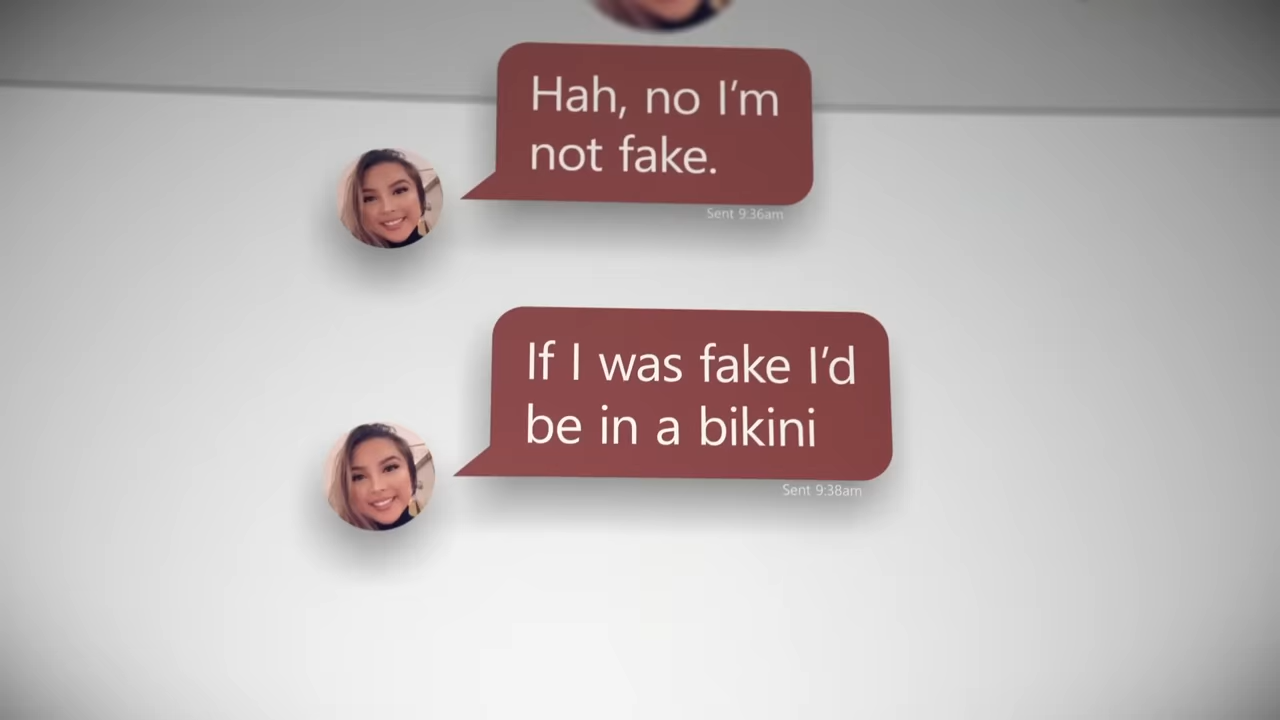 Hah, no I'm
not fake.
Sent 9:36am
If I was fake I'd
be in a bikini
Sent 9:38am